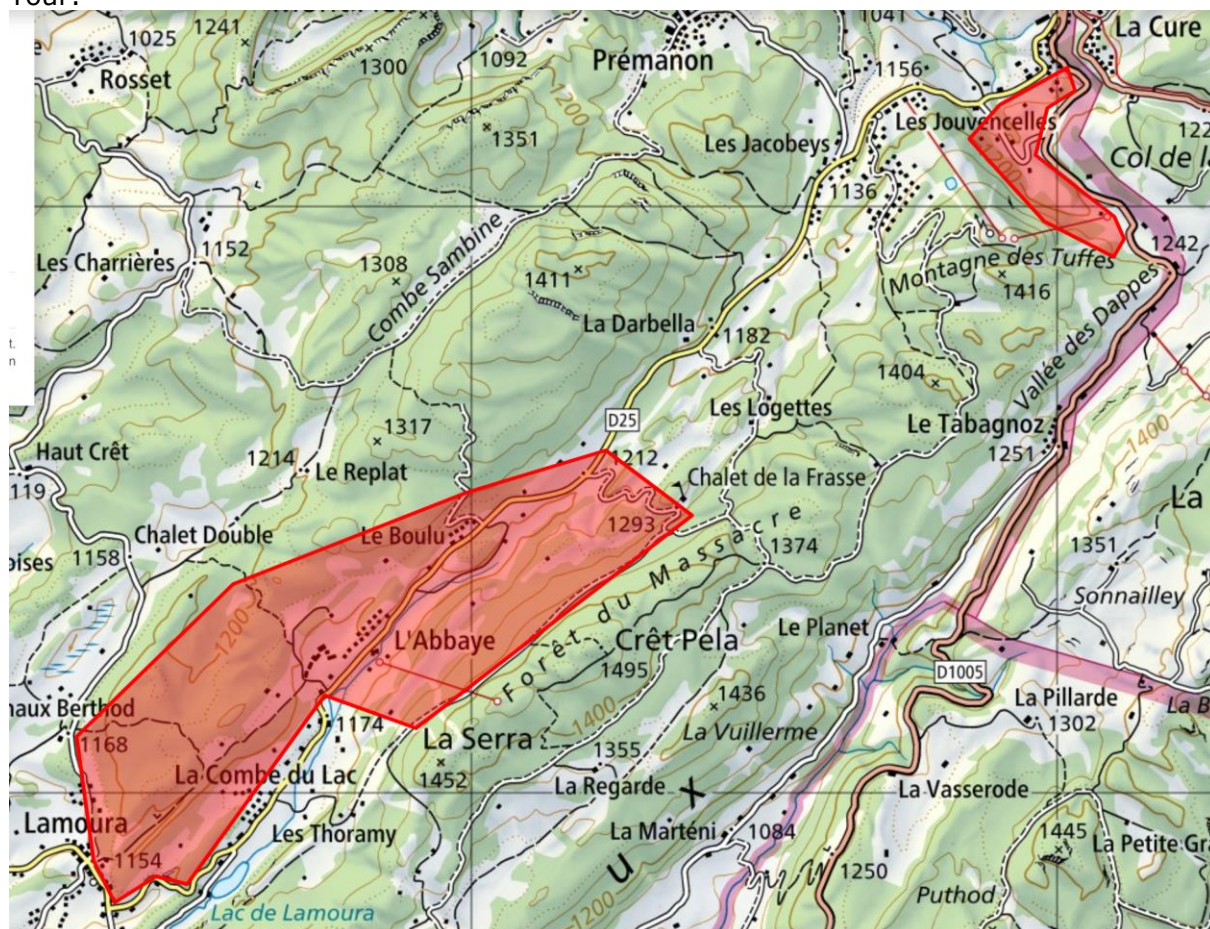 Tour.
1025
1241
1300
1092
Prémanon
1156
1041
La Cure
Rosset
1200
1351
Les Jacobeys
Les Jouvencelles
1200
122
Col de la
1136
1152
Combe Sambine
Les Charrières
1308
1411
1242
Montagne des Tuffes
1416
t.
n
La Darbella
1182
Vallée des Dappes
1404
Les Logettes
D25
Le Tabagnoz
1400
1317
1251
Haut Crêt
1214
Le Replat
1212
Chalet de la Frasse
119
La
Le Boulu
1293
Chalet Double
1158
oises
1374
1351
Forêt du Massacre
Sonnailley
1200
L'Abbaye
Crêt Pela
Le Planet
1495
D1005
naux Berthod
1436
La Pillarde
1302
La B
1168
1174
1400
La Serra
La Vuillerme
1452
1355
La Combe du Lac
La Regarde
X
La Vasserode
Lamoura
Les Thoramy
La Marténi
1084
1445
La Petite Gra
1154
U
1250
Puthod
Lac de Lamoura
1200